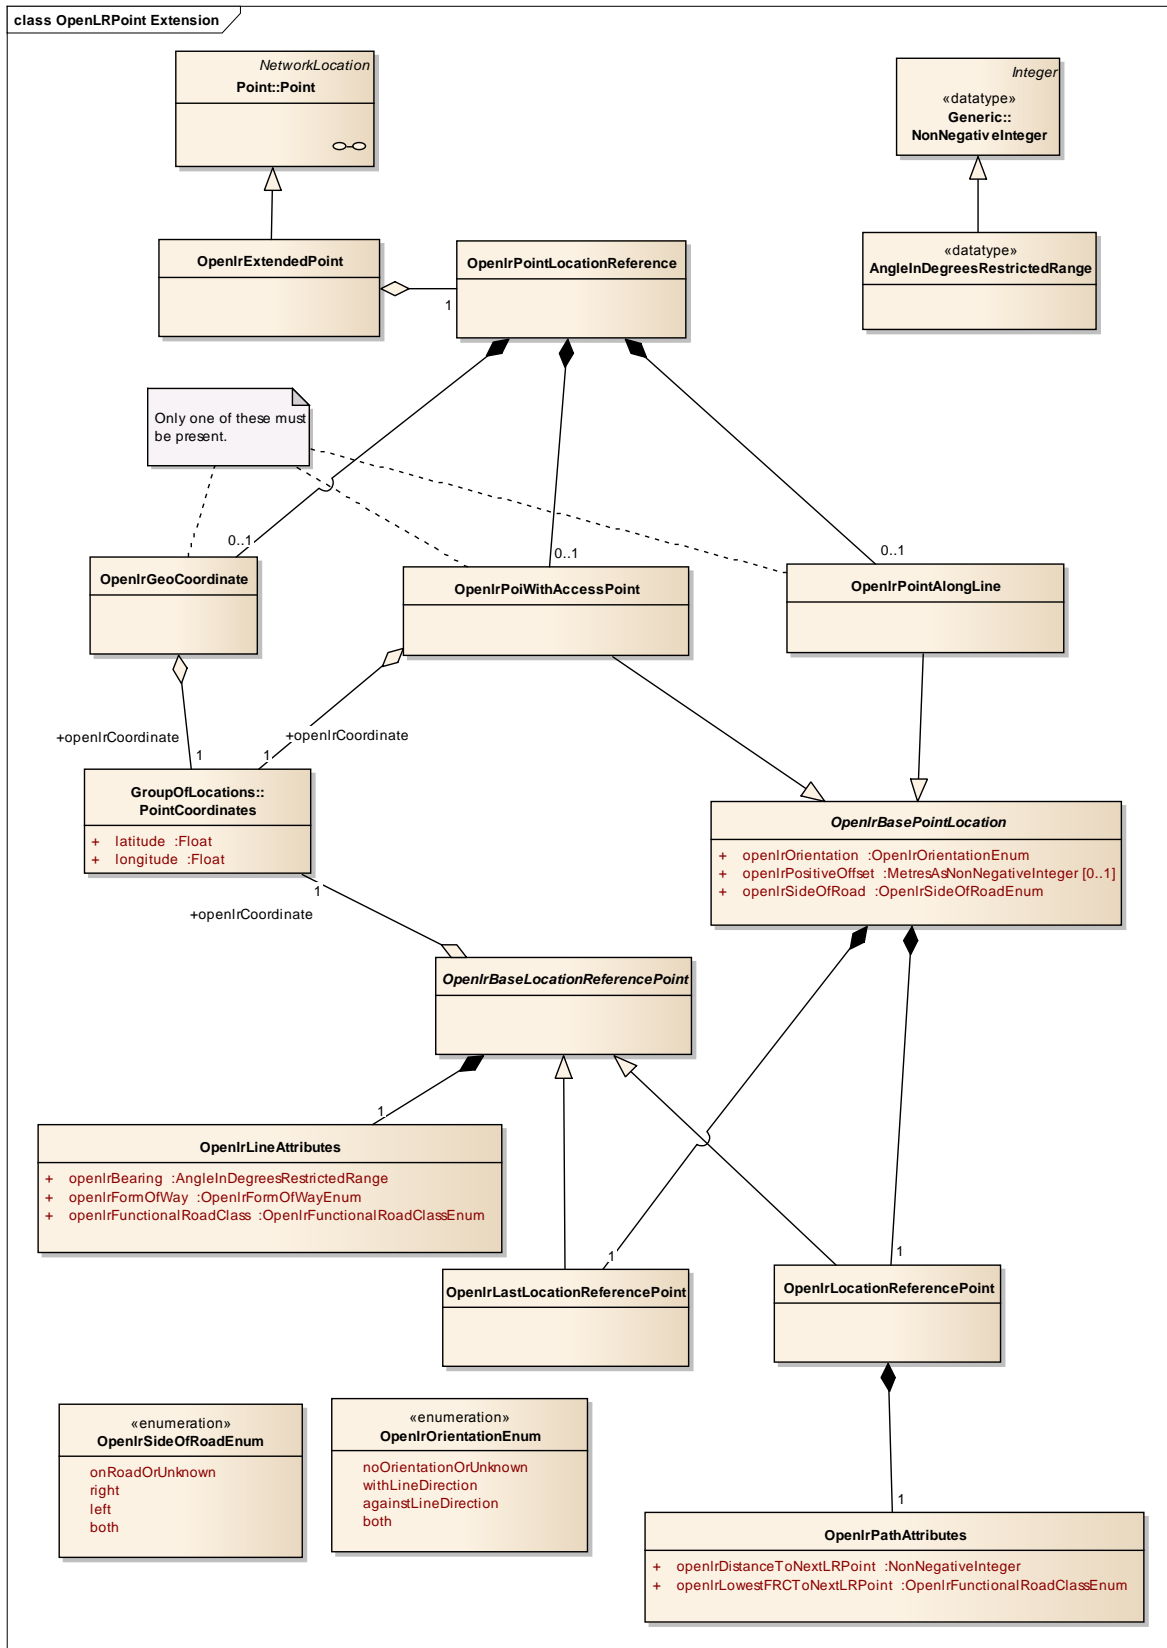 class OpenLRPoint Extension
NetworkLocation
Point::Point
Integer
«datatype»
Generic::
NonNegativeInteger
OpenlrExtendedPoint
OpenlrPointLocationReference
1
«datatype»
AngleInDegreesRestrictedRange
Only one of these must
be present.
0..1
0..1
0..1
OpenlrGeoCoordinate
OpenlrPoiWithAccessPoint
OpenlrPointAlongLine
+openlrCoordinate
1
+openlrCoordinate
1
GroupOfLocations::
PointCoordinates
+ latitude :Float
+ longitude :Float
OpenlrBasePointLocation
+ openlrOrientation :OpenlrOrientationEnum
+ openlrPositiveOffset :MetresAsNonNegativeInteger [0..1]
+ openlrSideOfRoad :OpenlrSideOfRoadEnum
1
+openlrCoordinate
OpenlrBaseLocationReferencePoint
1
OpenlrLineAttributes
+ openlrBearing :AngleInDegreesRestrictedRange
+ openlrFormOfWay :OpenlrFormOfWayEnum
+ openlrFunctionalRoadClass :OpenlrFunctionalRoadClassEnum
1
1
OpenlrLastLocationReferencePoint
OpenlrLocationReferencePoint
«enumeration»
OpenlrSideOfRoadEnum
onRoadOrUnknown
right
left
both
«enumeration»
OpenlrOrientationEnum
noOrientationOrUnknown
withLineDirection
againstLineDirection
both
1
OpenlrPathAttributes
+ openlrDistanceToNextLRPoint :NonNegativeInteger
+ openlrLowestFRCToNextLRPoint :OpenlrFunctionalRoadClassEnum